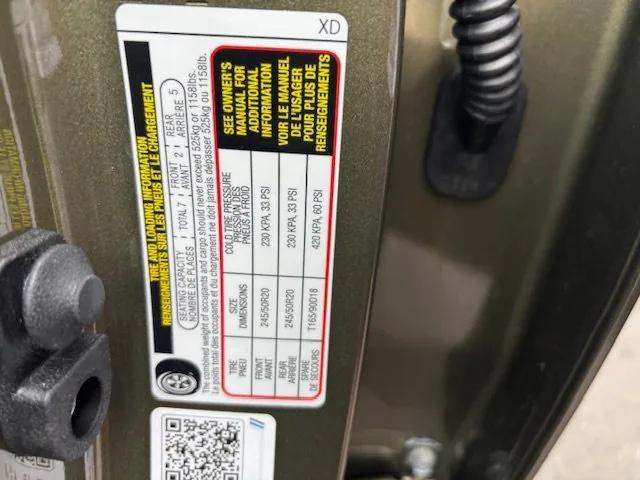 XD
TIRE AND LOADING INFORMATION
RENSEIGNEMENTS SUR LES PNEUS ET LE CHARGEMENT
SEATING CAPACITY
NOMBRE DE PLACES
TOTAL 7
FRONT
AVANT 2
REAR
ARRIÈRE 5
The combined weight of occupants and cargo should never exceed 525kg or 1158lbs.
Le poids total des occupants et du chargement ne doit jamais dépasser 525kg ou 1158lb.
TIRE
PNEU
SIZE
DIMENSIONS
COLD TIRE PRESSURE
PRESSION DES
PNEUS À FROID
SEE OWNER'S
MANUAL FOR
ADDITIONAL
INFORMATION
VOIR LE MANUEL
DE L'USAGER
POUR PLUS DE
RENSEIGNEMENTS
FRONT
AVANT
245/50R20
230 KPA, 33 PSI
REAR
ARRIÈRE
245/50R20
230 KPA, 33 PSI
SPARE
DE SECOURS
T165/90D18
420 KPA, 60 PSI